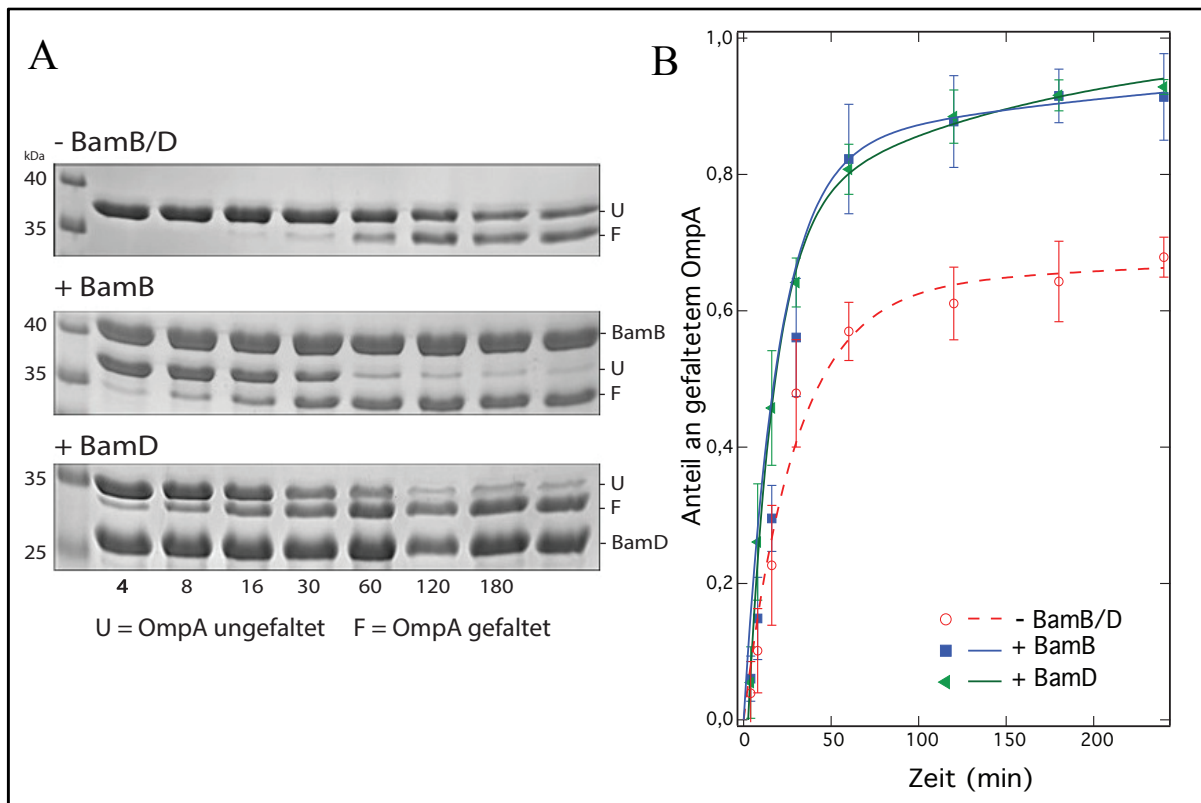 A
- BamB/D
kDa
40
35
U
F
+ BamB
40
35
BamB
U
F
+ BamD
35
25
U
F
BamD
4 8 16 30 60 120 180
U = OmpA ungefaltet F = OmpA gefaltet
B
Anteil an gefaltetem OmpA
1,0
0,8
0,6
0,4
0,2
0,0
- BamB/D
+ BamB
+ BamD
0 50 100 150 200
Zeit (min)